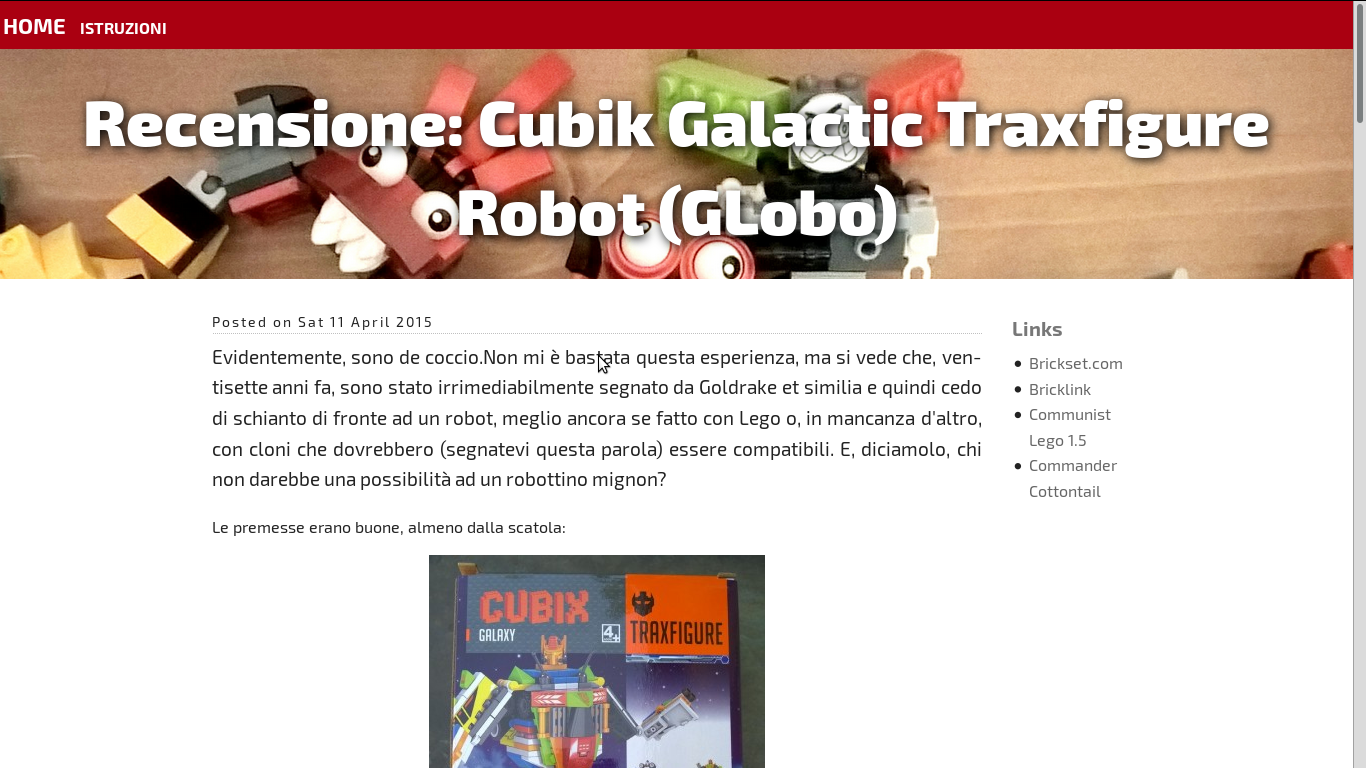 HOME ISTRUZIONI
Recensione: Cubik Galactic Traxfigure
Robot (GLobo)
Posted on Sat 11 April 2015
Evidentemente, sono de coccio.Non mi è bastata questa esperienza, ma si vede che, ven-
tisette anni fa, sono stato irrimediabilmente segnato da Goldrake et similia e quindi cedo
di schianto di fronte ad un robot, meglio ancora se fatto con Lego o, in mancanza d'altro,
con cloni che dovrebbero (segnatevi questa parola) essere compatibili. E, diciamolo, chi
non darebbe una possibilità ad un robottino mignon?
Le premesse erano buone, almeno dalla scatola:
CUBIX
GALAXY
4+
TRAXFIGURE
Links
Brickset.com
Bricklink
Communist
Lego 1.5
Commander
Cottontail